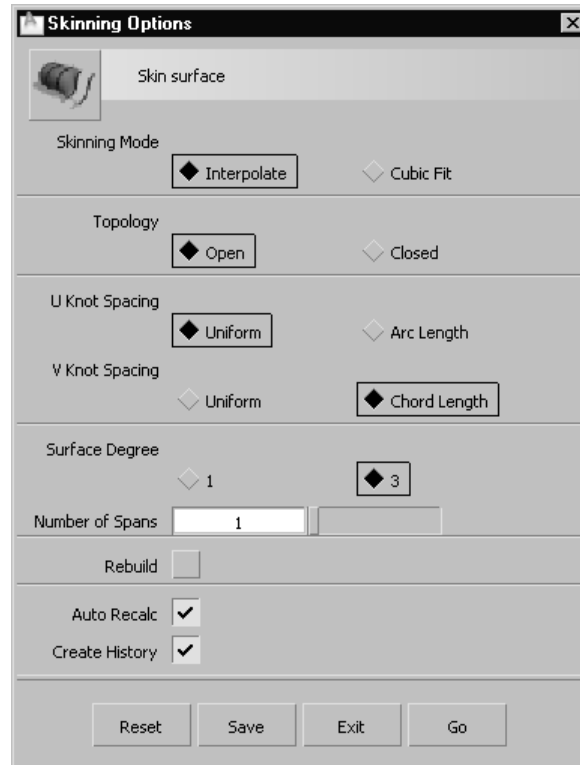 Skinning Options
Skin surface
Skinning Mode
Interpolate Cubic Fit
Topology
Open Closed
U Knot Spacing
Uniform Arc Length
V Knot Spacing
Uniform Chord Length
Surface Degree
1 3
Number of Spans 1
Rebuild
Auto Recalc
Create History
Reset Save Exit Go